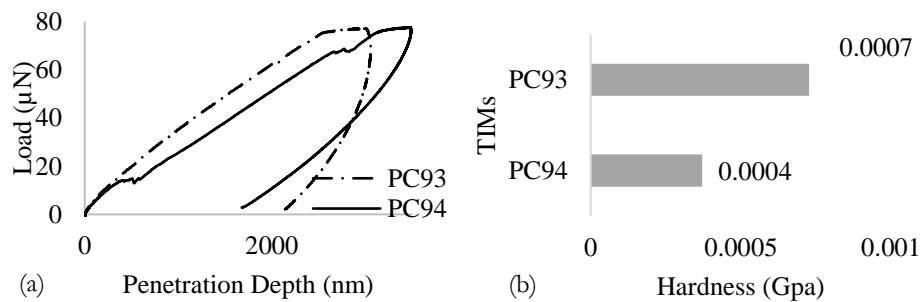 80
60
40
20
0
Load (µN)
0
2000
Penetration Depth (nm)
PC93
PC94
(a)
TIMs
PC93
0.0007
PC94
0.0004
0
0.0005
0.001
Hardness (Gpa)
(b)